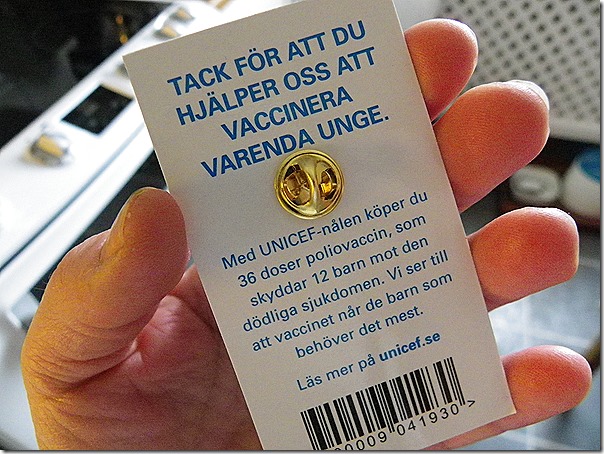 TACK FÖR ATT DU
HJÄLPER OSS ATT
VACCINERA
VARENDA UNGE.
Med UNICEF-nålen köper du
36 doser poliovaccin, som
skyddar 12 barn mot den
dödliga sjukdomen. Vi ser till
att vaccinet når de barn som
behöver det mest.
Läs mer på unicef.se
00009 041930 >